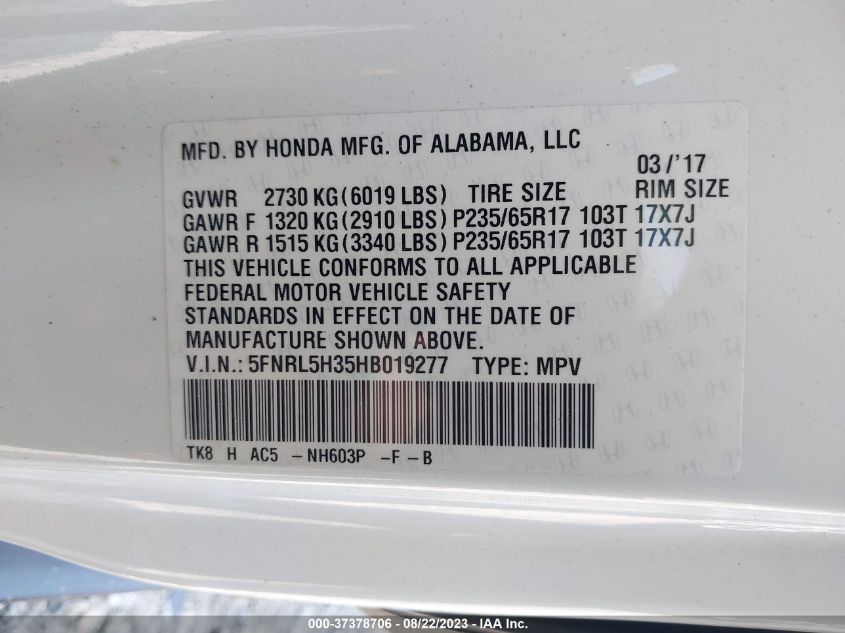 MFD. BY HONDA MFG. OF ALABAMA, LLC
03/'17
GVWR 2730 KG(6019 LBS) TIRE SIZE RIM SIZE
GAWR F 1320 KG(2910 LBS) P235/65R17 103T 17X7J
GAWR R 1515 KG(3340 LBS) P235/65R17 103T 17X7J
THIS VEHICLE CONFORMS TO ALL APPLICABLE
FEDERAL MOTOR VEHICLE SAFETY
STANDARDS IN EFFECT ON THE DATE OF
MANUFACTURE SHOWN ABOVE.
V.I.N.: 5FNRL5H35HB019277 TYPE: MPV
TK8 H AC5 -NH603P -F -B
000-37378706 - 08/22/2023 - IAA Inc.